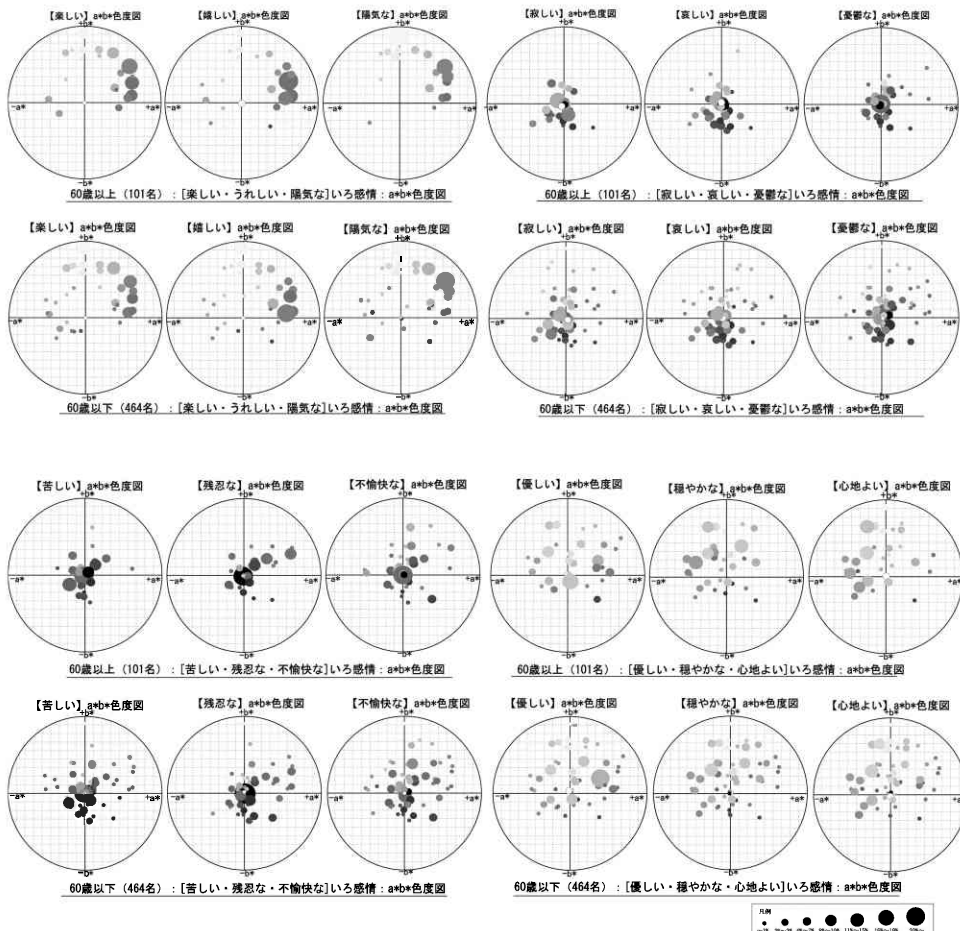 【楽しい】a*b*色度図 【嬉しい】a*b*色度図 【陽気な】a*b*色度図 【寂しい】a*b*色度図 【哀しい】a*b*色度図 【憂鬱な】a*b*色度図
+b* +b* +b* +b* +b* +b*
-a* +a* -a* +a* -a* +a* -a* +a* -a* +a* -a* +a*
-b* -b* -b* -b* -b* -b*
60歳以上（101名）：[楽しい・うれしい・陽気な]いろ感情：a*b*色度図 60歳以上（101名）：[寂しい・哀しい・憂鬱な]いろ感情：a*b*色度図
【楽しい】a*b*色度図 【嬉しい】a*b*色度図 【陽気な】a*b*色度図 【寂しい】a*b*色度図 【哀しい】a*b*色度図 【憂鬱な】a*b*色度図
+b* +b* +b* +b* +b* +b*
-a* +a* -a* +a* -a* +a* -a* +a* -a* +a* -a* +a*
-b* -b* -b* -b* -b* -b*
60歳以下（464名）：[楽しい・うれしい・陽気な]いろ感情：a*b*色度図 60歳以下（464名）：[寂しい・哀しい・憂鬱な]いろ感情：a*b*色度図
【苦しい】a*b*色度図 【残忍な】a*b*色度図 【不愉快な】a*b*色度図 【優しい】a*b*色度図 【穏やかな】a*b*色度図 【心地よい】a*b*色度図
+b* +b* +b* +b* +b* +b*
-a* +a* -a* +a* -a* +a* -a* +a* -a* +a* -a* +a*
-b* -b* -b* -b* -b* -b*
60歳以上（101名）：[苦しい・残忍な・不愉快な]いろ感情：a*b*色度図 60歳以上（101名）：[優しい・穏やかな・心地よい]いろ感情：a*b*色度図
【苦しい】a*b*色度図 【残忍な】a*b*色度図 【不愉快な】a*b*色度図 【優しい】a*b*色度図 【穏やかな】a*b*色度図 【心地よい】a*b*色度図
+b* +b* +b* +b* +b* +b*
-a* +a* -a* +a* -a* +a* -a* +a* -a* +a* -a* +a*
-b* -b* -b* -b* -b* -b*
60歳以下（464名）：[苦しい・残忍な・不愉快な]いろ感情：a*b*色度図 60歳以下（464名）：[優しい・穏やかな・心地よい]いろ感情：a*b*色度図
凡例